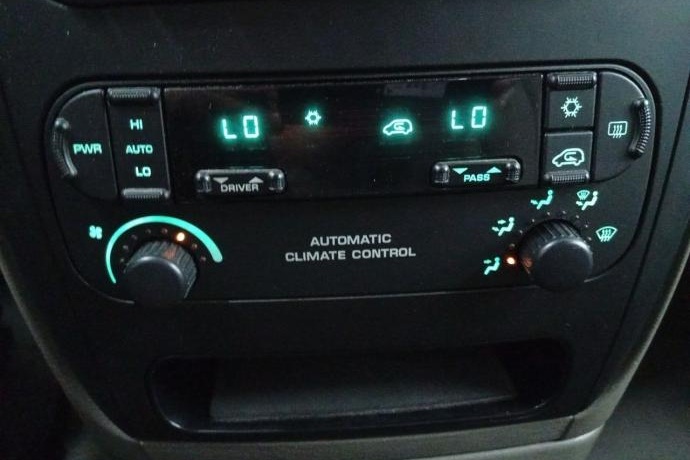 PWR
HI
AUTO
LO
LO
LO
DRIVER
PASS
AUTOMATIC
CLIMATE CONTROL